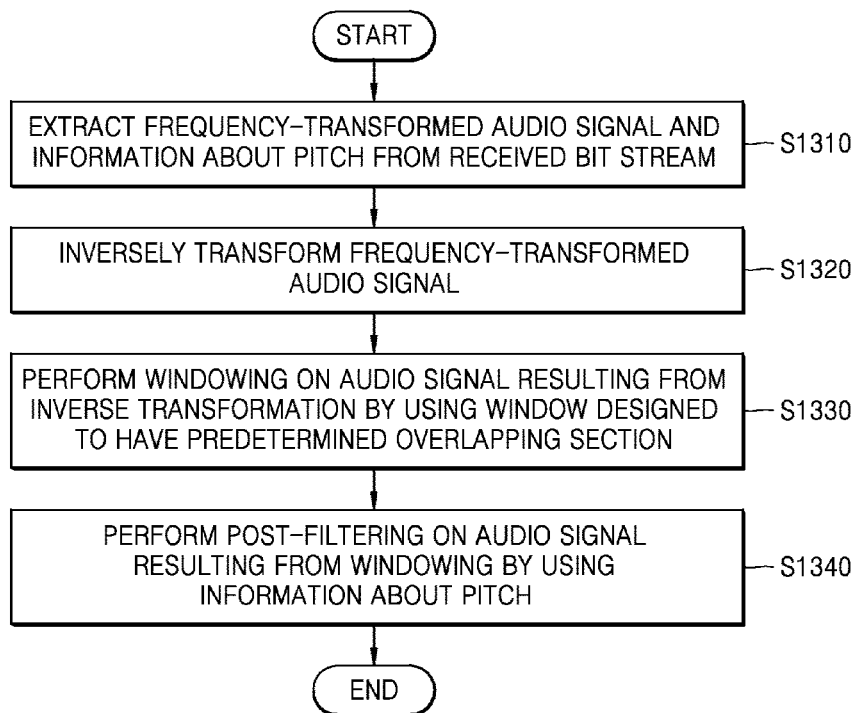 START
EXTRACT FREQUENCY-TRANSFORMED AUDIO SIGNAL AND
INFORMATION ABOUT PITCH FROM RECEIVED BIT STREAM
S1310
INVERSELY TRANSFORM FREQUENCY-TRANSFORMED
AUDIO SIGNAL
S1320
PERFORM WINDOWING ON AUDIO SIGNAL RESULTING FROM
INVERSE TRANSFORMATION BY USING WINDOW DESIGNED
TO HAVE PREDETERMINED OVERLAPPING SECTION
S1330
PERFORM POST-FILTERING ON AUDIO SIGNAL
RESULTING FROM WINDOWING BY USING
INFORMATION ABOUT PITCH
S1340
END